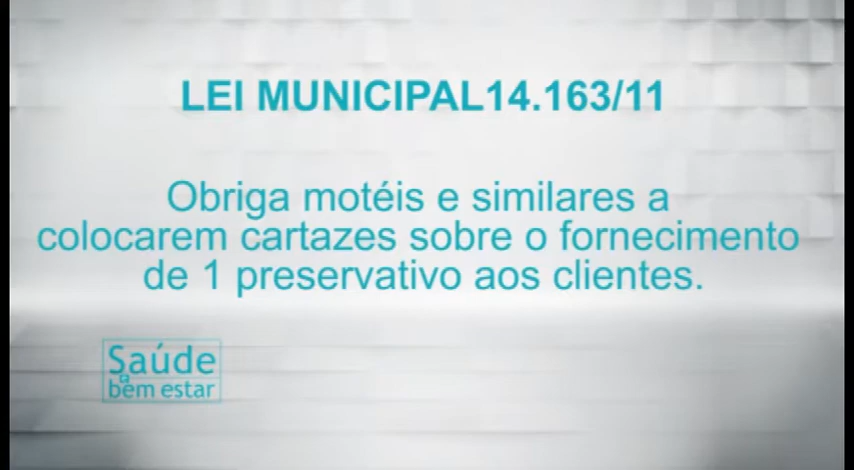 LEI MUNICIPAL14.163/11
Obriga motéis e similares a
colocarem cartazes sobre o fornecimento
de 1 preservativo aos clientes.
Saúde
&
bem estar